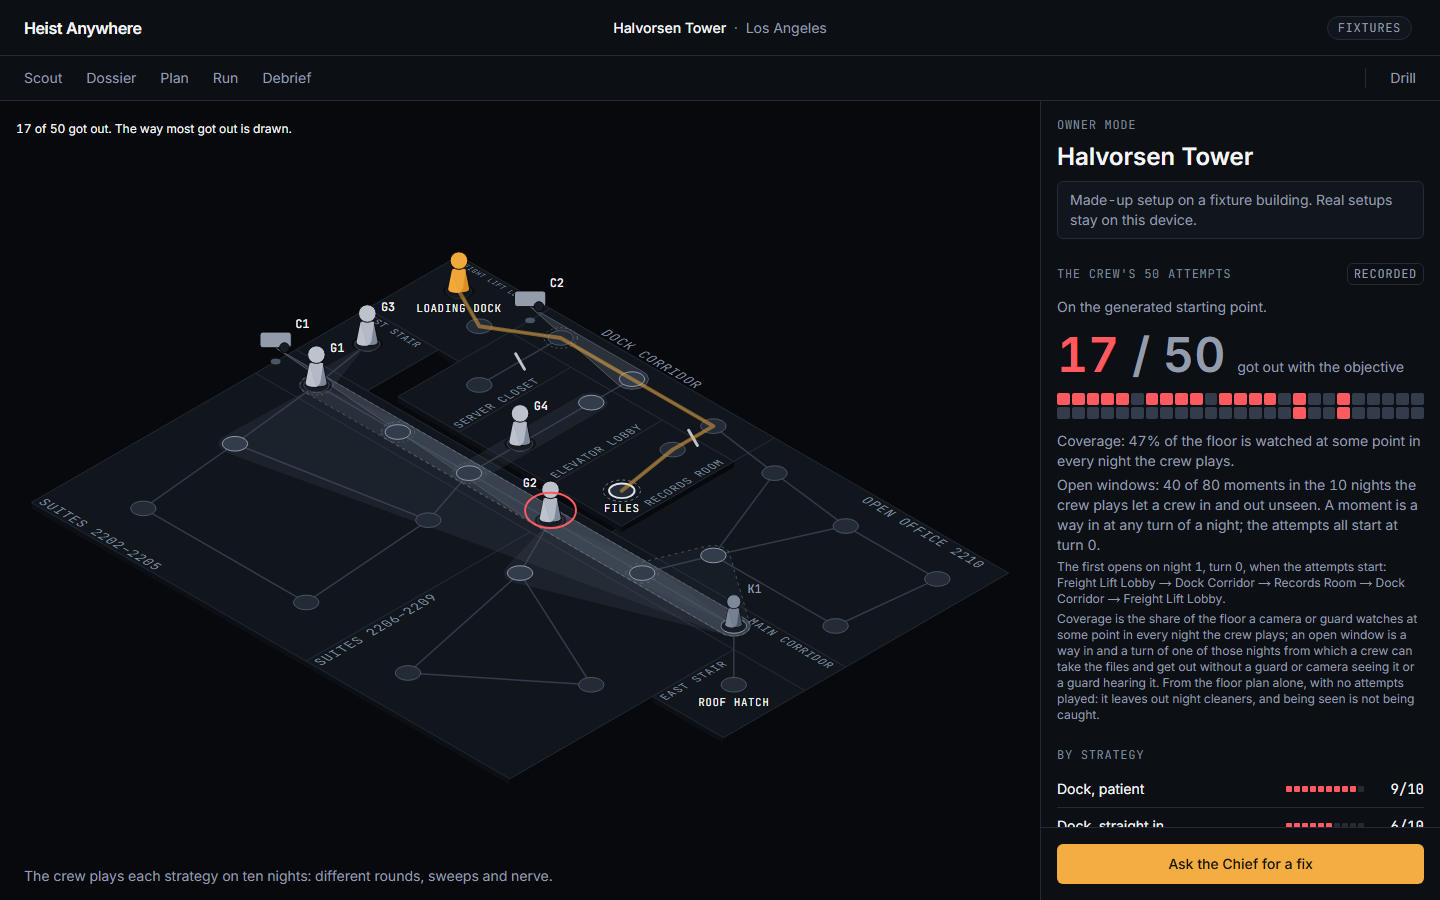 Heist Anywhere
Halvorsen Tower · Los Angeles
FIXTURES
Scout
Dossier
Plan
Run
Debrief
Drill
17 of 50 got out. The way most got out is drawn.
C2
G3
LOADING DOCK
C1
G1
DOCK CORRIDOR
SERVER CLOSET
G4
ELEVATOR LOBBY
G2
RECORDS ROOM
FILES
OPEN OFFICE 2210
SUITES 2202-2205
K1
SUITES 2206-2209
MAIN CORRIDOR
EAST STAIR
ROOF HATCH
The crew plays each strategy on ten nights: different rounds, sweeps and nerve.
OWNER MODE
Halvorsen Tower
Made-up setup on a fixture building. Real setups
stay on this device.
THE CREW'S 50 ATTEMPTS
RECORDED
On the generated starting point.
17 / 50 got out with the objective
Coverage: 47% of the floor is watched at some point in
every night the crew plays.
Open windows: 40 of 80 moments in the 10 nights the
crew plays let a crew in and out unseen. A moment is a
way in at any turn of a night; the attempts all start at
turn 0.
The first opens on night 1, turn 0, when the attempts start:
Freight Lift Lobby → Dock Corridor → Records Room → Dock
Corridor → Freight Lift Lobby.
Coverage is the share of the floor a camera or guard watches at
some point in every night the crew plays; an open window is a
way in and a turn of one of those nights from which a crew can
take the files and get out without a guard or camera seeing it or
a guard hearing it. From the floor plan alone, with no attempts
played: it leaves out night cleaners, and being seen is not being
caught.
BY STRATEGY
Dock, patient
9/10
Dock, straight in
6/10
Ask the Chief for a fix